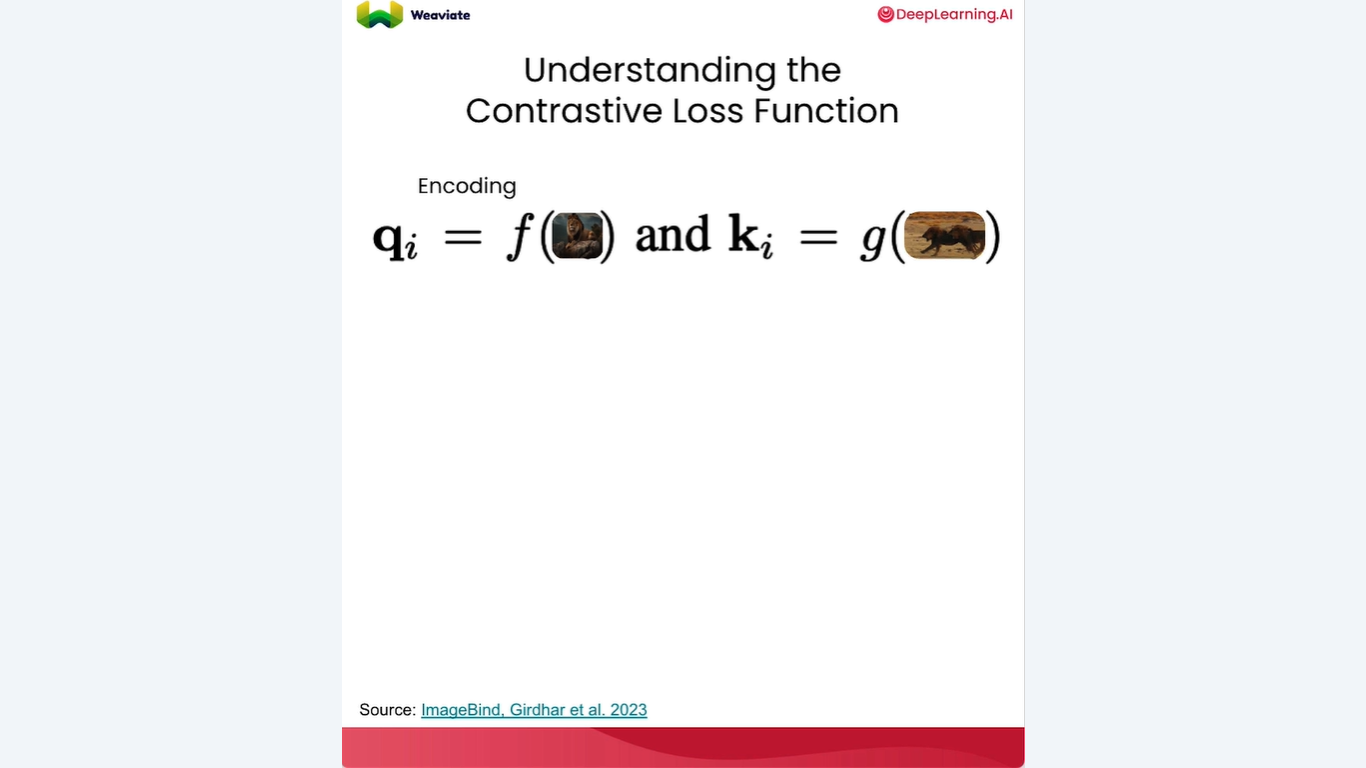 Weaviate
DeepLearning.AI
Understanding the
Contrastive Loss Function
Encoding
qᵢ = f( ) and kᵢ = g( )
Source: ImageBind, Girdhar et al. 2023